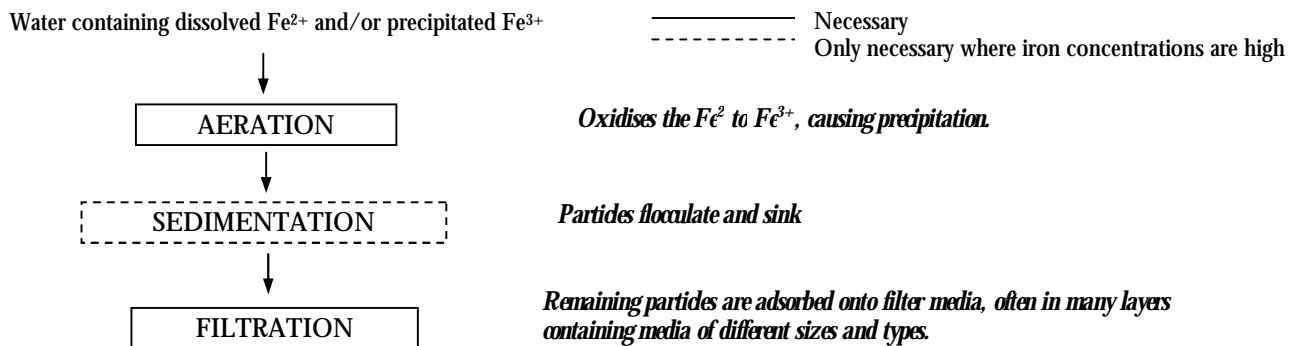 Water containing dissolved Fe²⁺ and/or precipitated Fe³⁺
Necessary
Only necessary where iron concentrations are high
AERATION
Oxidises the Fe² to Fe³⁺, causing precipitation.
SEDIMENTATION
Particles flocculate and sink
FILTRATION
Remaining particles are adsorbed onto filter media, often in many layers
containing media of different sizes and types.